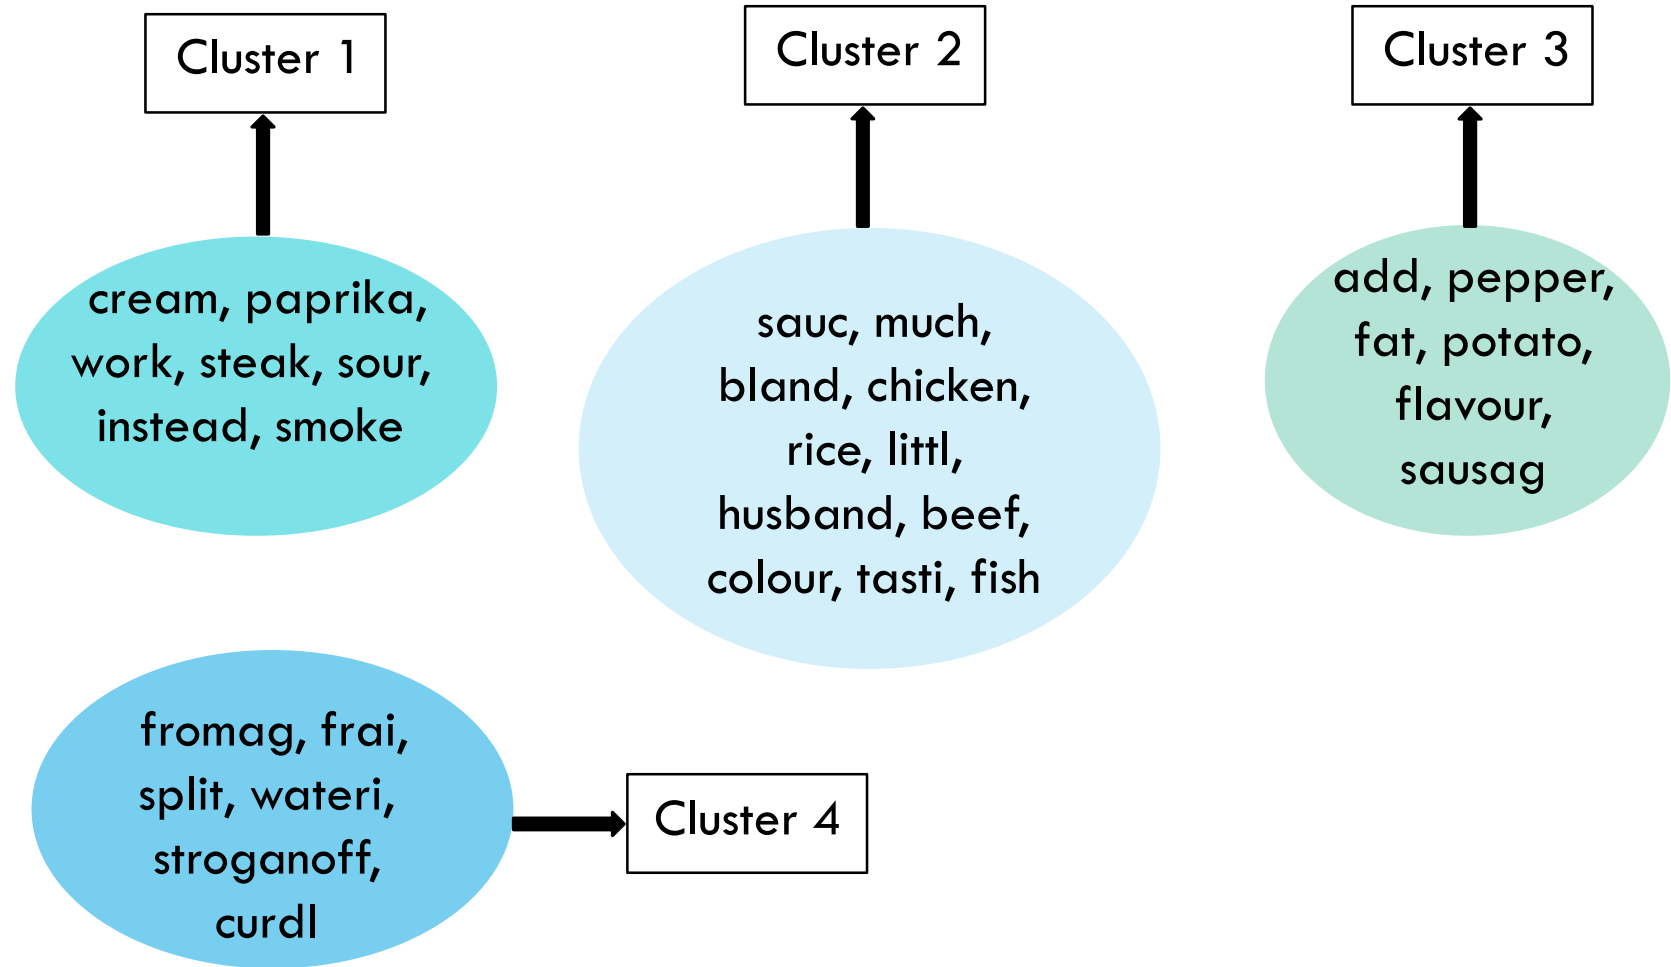 Cluster 1
cream, paprika,
work, steak, sour,
instead, smoke
Cluster 2
sauc, much,
bland, chicken,
rice, littl,
husband, beef,
colour, tasti, fish
Cluster 3
add, pepper,
fat, potato,
flavour,
sausag
fromag, frai,
split, wateri,
stroganoff,
curdl
Cluster 4